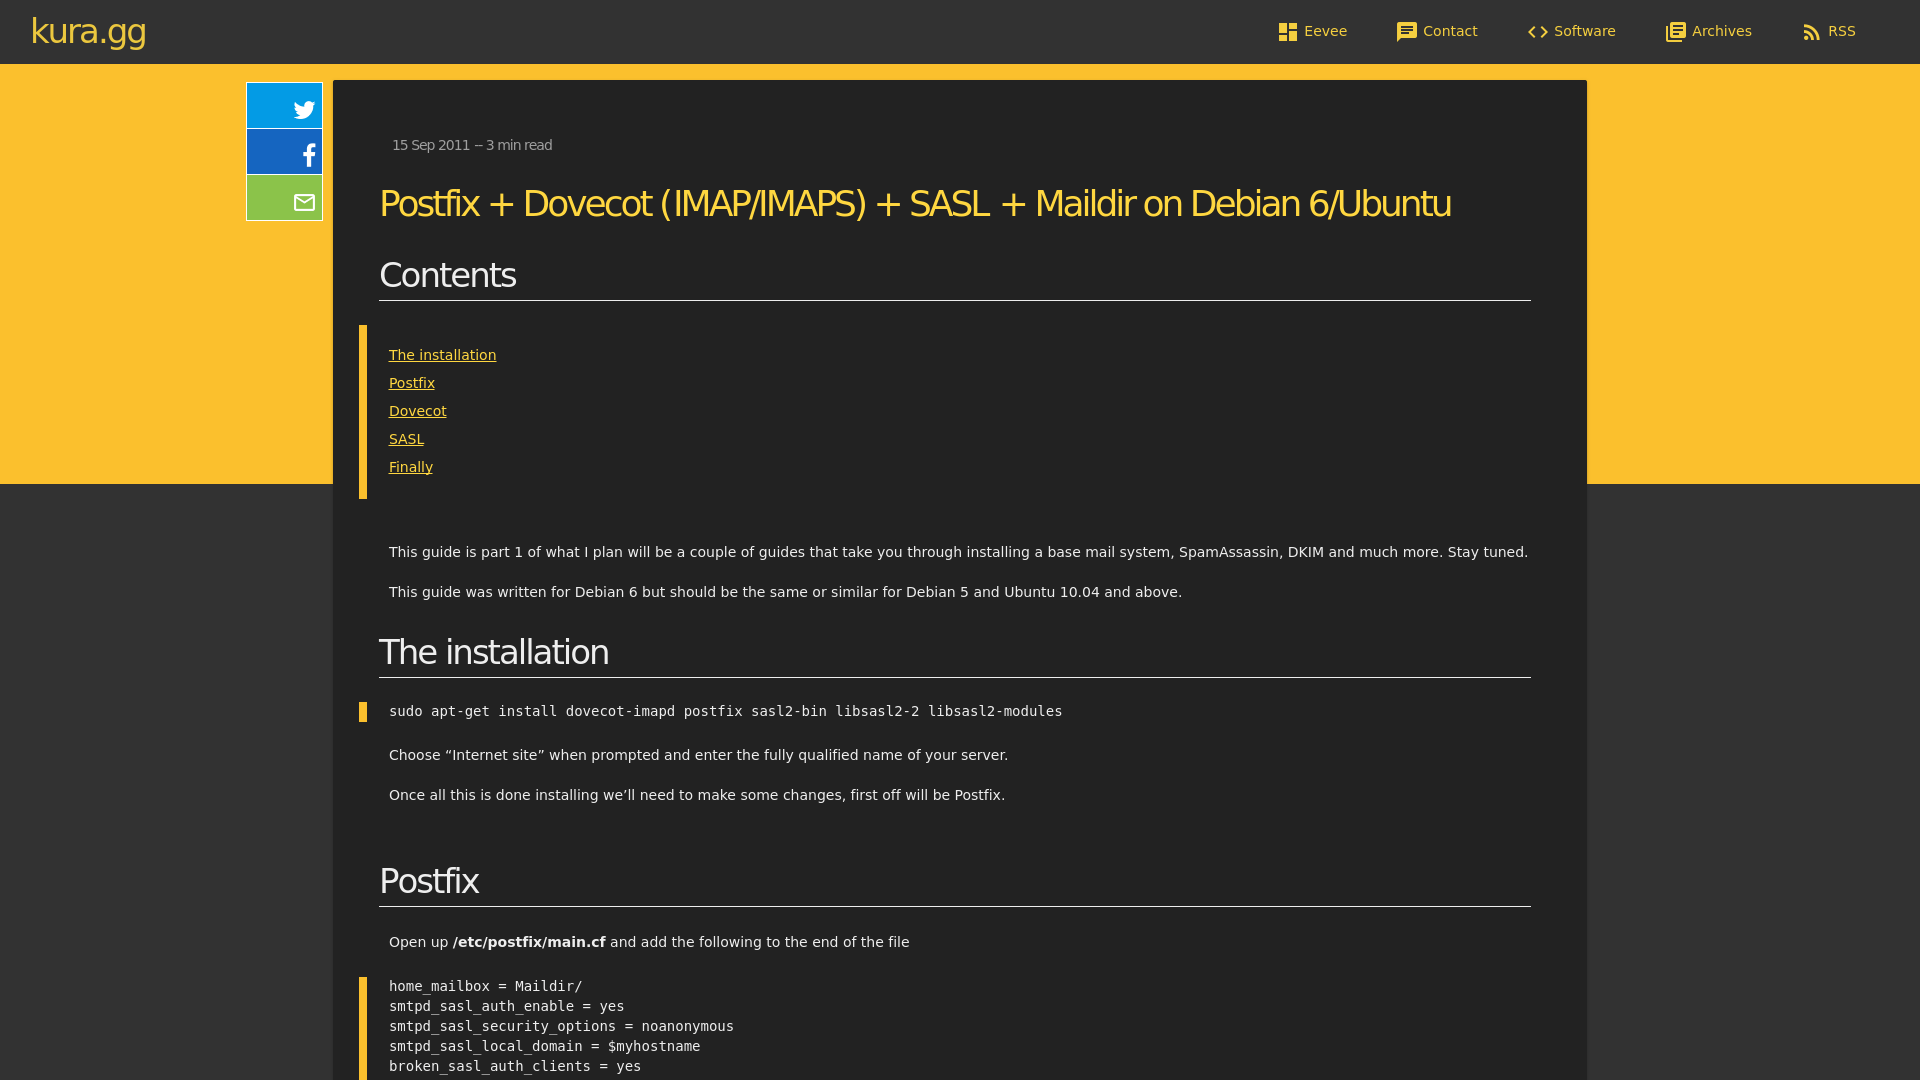 kura.gg
Eevee
Contact
Software
Archives
RSS
15 Sep 2011 – 3 min read
Postfix + Dovecot (IMAP/IMAPS) + SASL + Maildir on Debian 6/Ubuntu
Contents
The installation
Postfix
Dovecot
SASL
Finally
This guide is part 1 of what I plan will be a couple of guides that take you through installing a base mail system, SpamAssassin, DKIM and much more. Stay tuned.
This guide was written for Debian 6 but should be the same or similar for Debian 5 and Ubuntu 10.04 and above.
The installation
sudo apt-get install dovecot-imapd postfix sasl2-bin libsasl2-2 libsasl2-modules
Choose “Internet site” when prompted and enter the fully qualified name of your server.
Once all this is done installing we’ll need to make some changes, first off will be Postfix.
Postfix
Open up /etc/postfix/main.cf and add the following to the end of the file
home_mailbox = Maildir/
smtpd_sasl_auth_enable = yes
smtpd_sasl_security_options = noanonymous
smtpd_sasl_local_domain = $myhostname
broken_sasl_auth_clients = yes